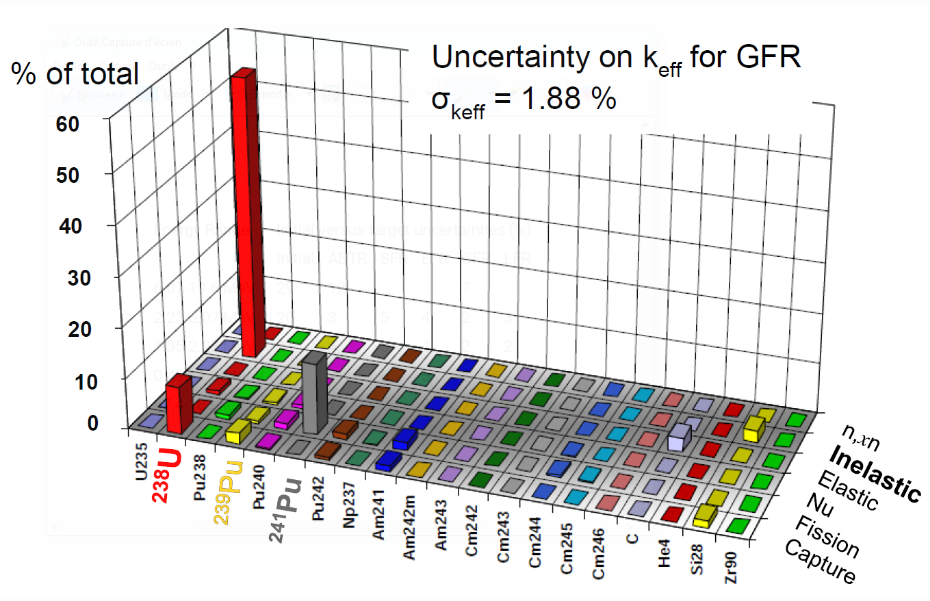 Uncertainty on keff for GFR
σkeff = 1.88 %
% of total
60
50
40
30
20
10
0
U235
238U
Pu238
239Pu
Pu240
241Pu
Pu242
Np237
Am241
Am242m
Am243
Cm242
Cm243
Cm244
Cm245
Cm246
C
He4
Si28
Zr90
n,xn
Inelastic
Elastic
Nu
Fission
Capture